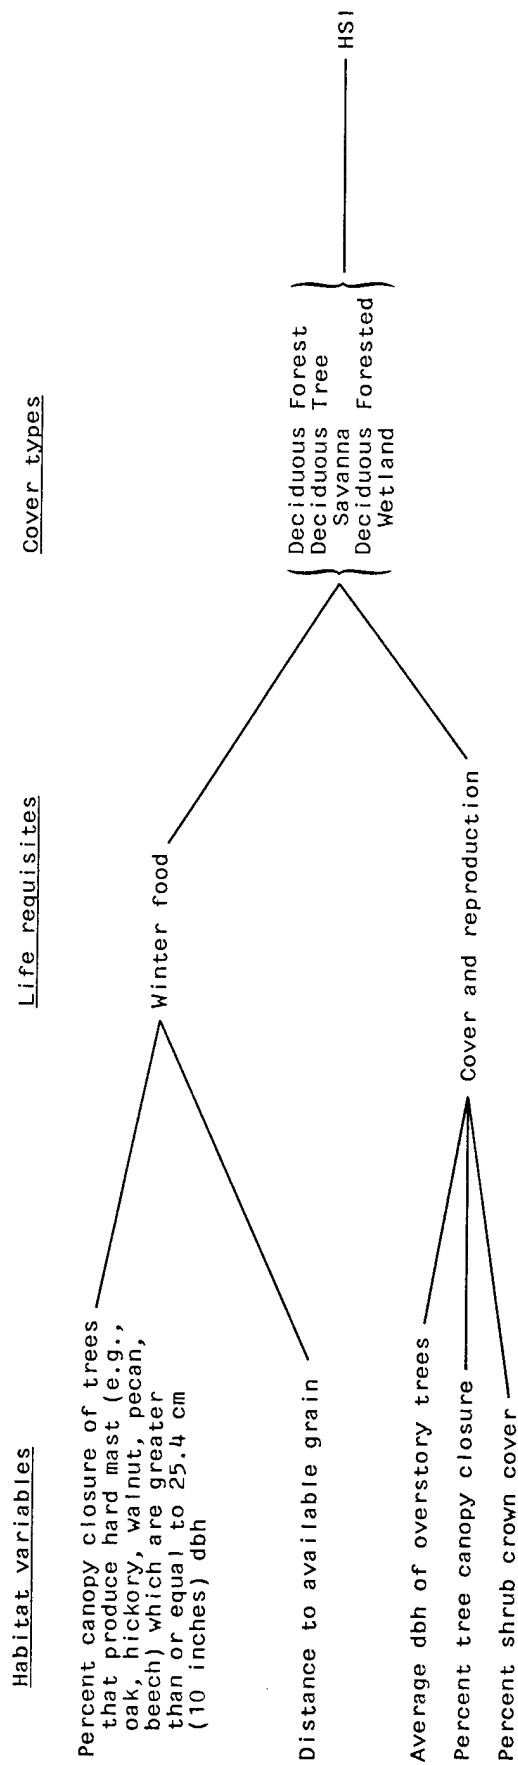 Habitat variables
Life requisites
Cover types
Percent canopy closure of trees
that produce hard mast (e.g.,
oak, hickory, walnut, pecan,
beech) which are greater
than or equal to 25.4 cm
(10 inches) dbh
Distance to available grain
Winter food
Average dbh of overstory trees
Percent tree canopy closure
Percent shrub crown cover
Cover and reproduction
Deciduous Forest
Deciduous Tree
Savanna
Deciduous Forested
Wetland
HSI